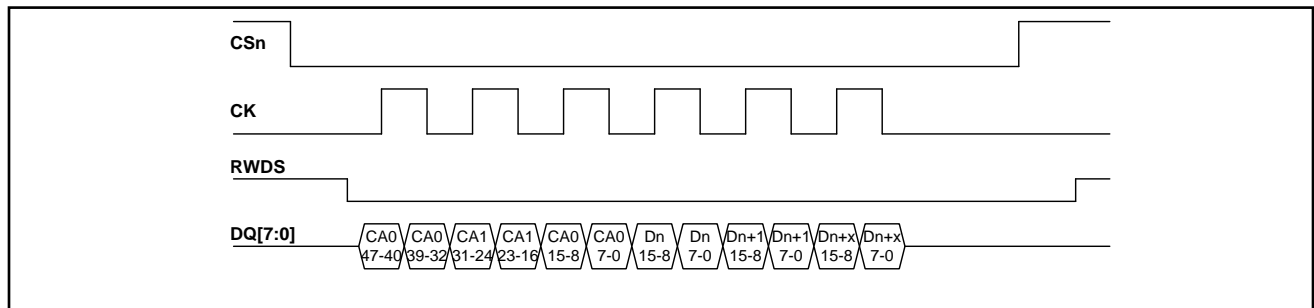 CSn
CK
RWDS
DQ[7:0]
CA0 CA0 CA1 CA1 CA0 CA0 Dn Dn Dn+1 Dn+1 Dn+x Dn+x
47-40 39-32 31-24 23-16 15-8 7-0 15-8 7-0 15-8 7-0 15-8 7-0